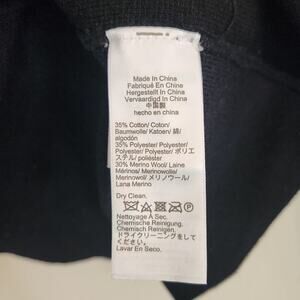 Made In China
Fabriqué En China
Hergestellt In China
Vervaardigd In China
中国製
hecho en China
35% Cotton/ Coton/
Baumwolle/ Katoen/ 綿/
algodón
35% Polyester/ Polyester/
Polyester/ Polyester/ ポリエ
ステル/ poliéster
30% Merino Wool/ Laine
Mérinos/ Merinowolle/
Merinowol/ メリノウール/
Lana Merino
Dry Clean.
Nettoyage À Sec.
Chemische Reinigung.
Chemisch Reinigen.
ドライクリーニングをして
ください.
Lavar En Seco.